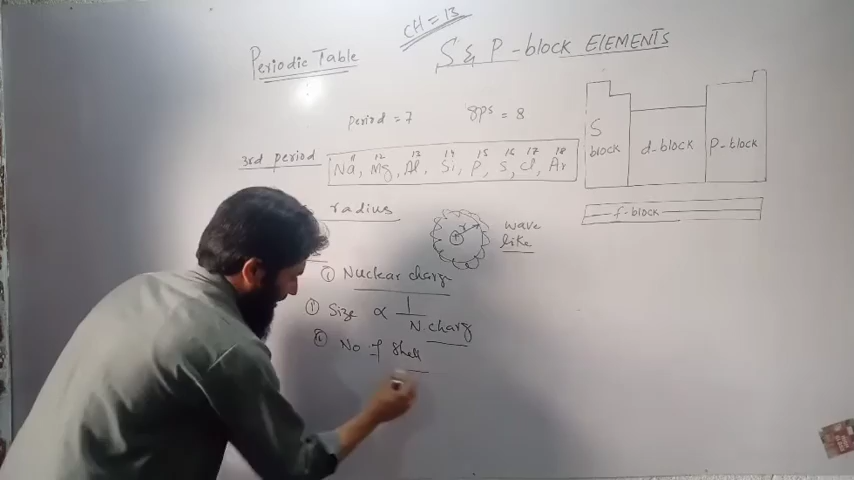 CH = 13
Periodic Table
S & P-block ELEMENTS
period = 7
gps = 8
S block
d-block
P-block
f-block
3rd period
11 12 13 14 15 16 17 18
Na, Mg, Al, Si, P, S, Cl, Ar
radius
r
+
wave
like
① Nuclear charg
① Size ∝ 1
N charg
② No of Shell